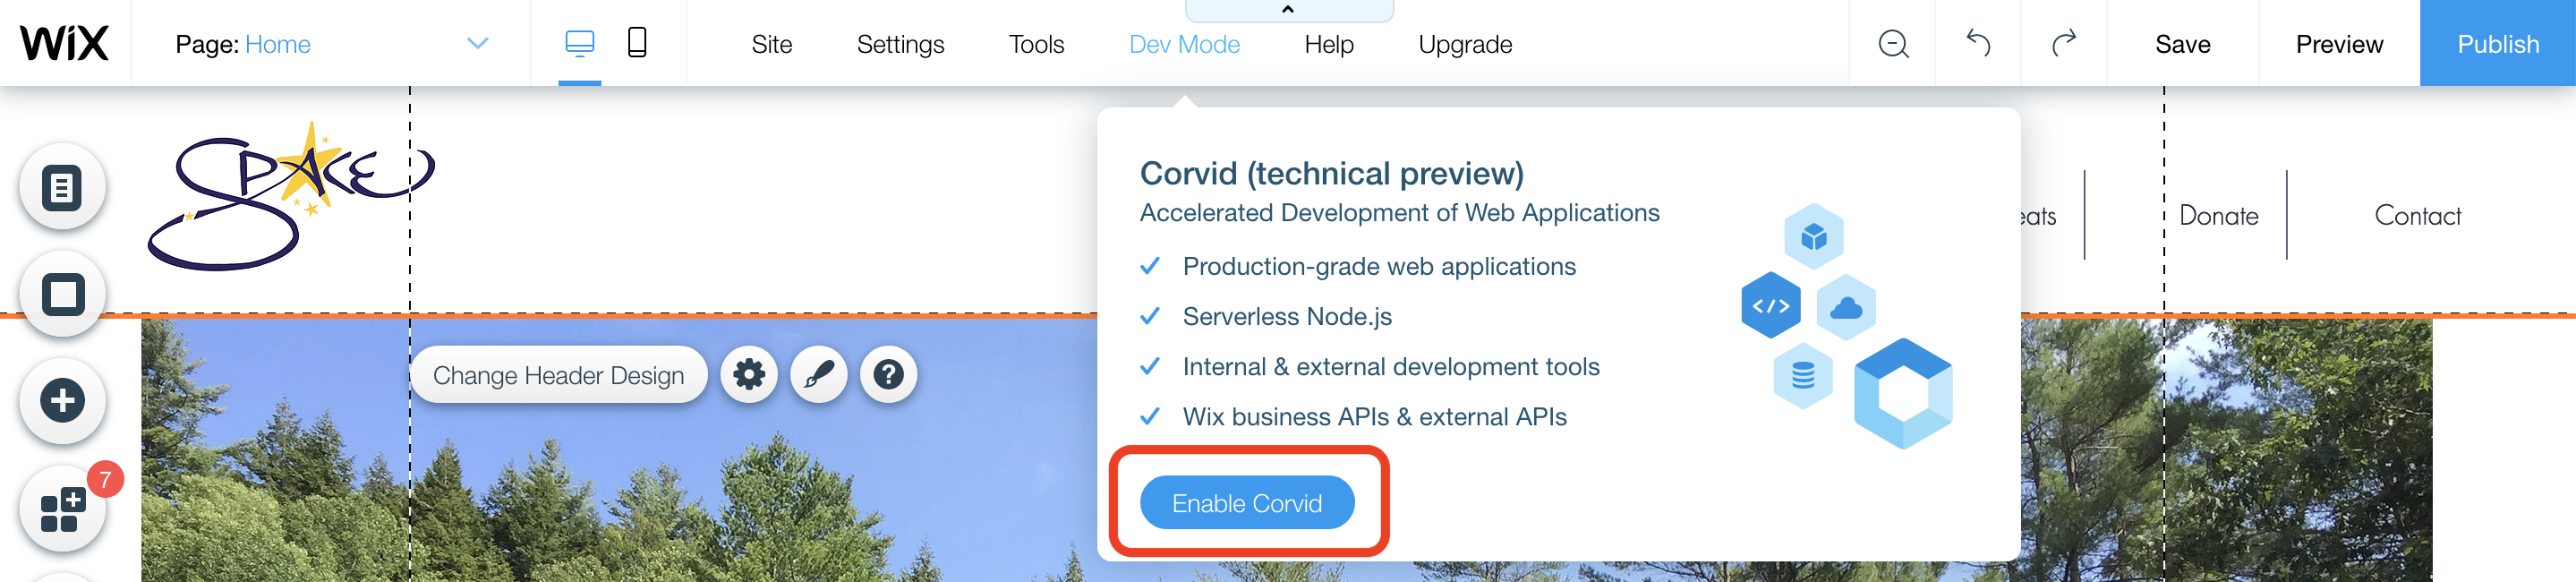 WiX
Page: Home
Site
Settings
Tools
Dev Mode
Help
Upgrade
Save
Preview
Publish
SPACE
Corvid (technical preview)
Accelerated Development of Web Applications
Production-grade web applications
Serverless Node.js
Internal & external development tools
Wix business APIs & external APIs
Enable Corvid
Donate
Contact
Change Header Design
?
7